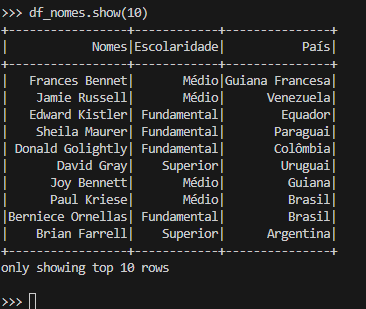 >>> df_nomes.show(10)
+-----------------+------------+---------------+
|            Nomes|Escolaridade|           País|
+-----------------+------------+---------------+
|   Frances Bennet|       Médio|Guiana Francesa|
|    Jamie Russell|       Médio|      Venezuela|
|   Edward Kistler| Fundamental|        Equador|
|    Sheila Maurer| Fundamental|       Paraguai|
| Donald Golightly| Fundamental|       Colômbia|
|       David Gray|    Superior|        Uruguai|
|      Joy Bennett|       Médio|         Guiana|
|      Paul Kriese|       Médio|         Brasil|
|Berniece Ornellas| Fundamental|         Brasil|
|    Brian Farrell|    Superior|      Argentina|
+-----------------+------------+---------------+
only showing top 10 rows
>>>